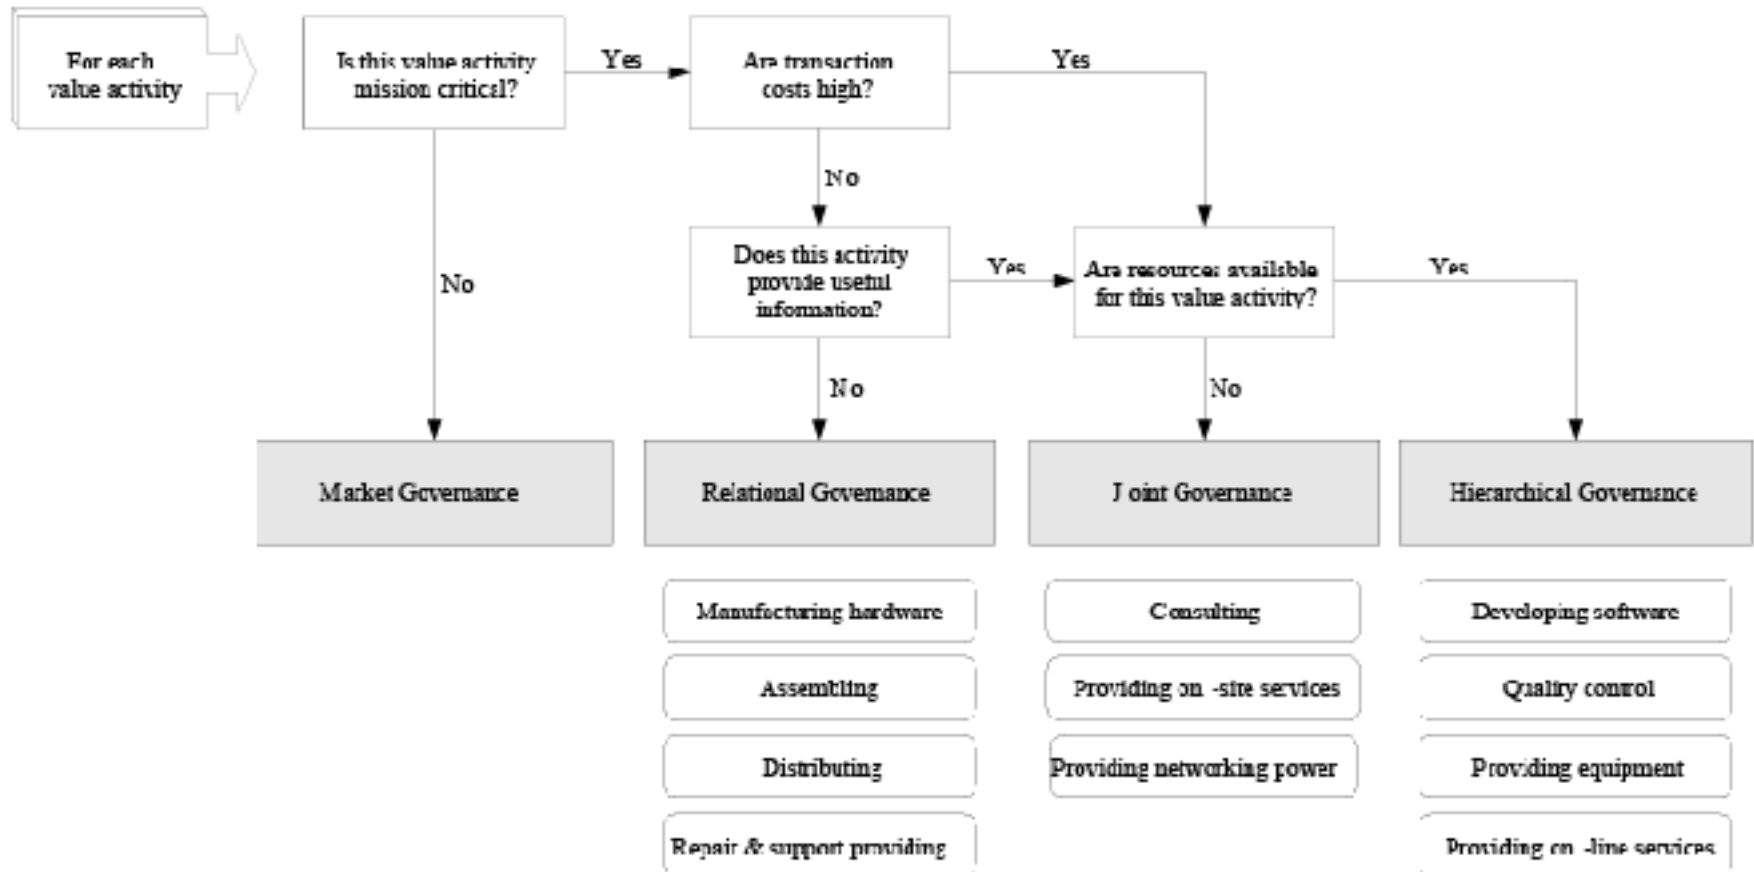 For each
value activity
Is this value activity
mission critical?
Yes
Are transaction
costs high?
Yes
No
No
Does this activity
provide useful
information?
Yes
Are resources available
for this value activity?
Yes
No
No
Market Governance
Relational Governance
Joint Governance
Hierarchical Governance
Manufacturing hardware
Consulting
Developing software
Assembling
Providing on -site services
Quality control
Distributing
Providing networking power
Providing equipment
Repair & support providing
Providing on -line services